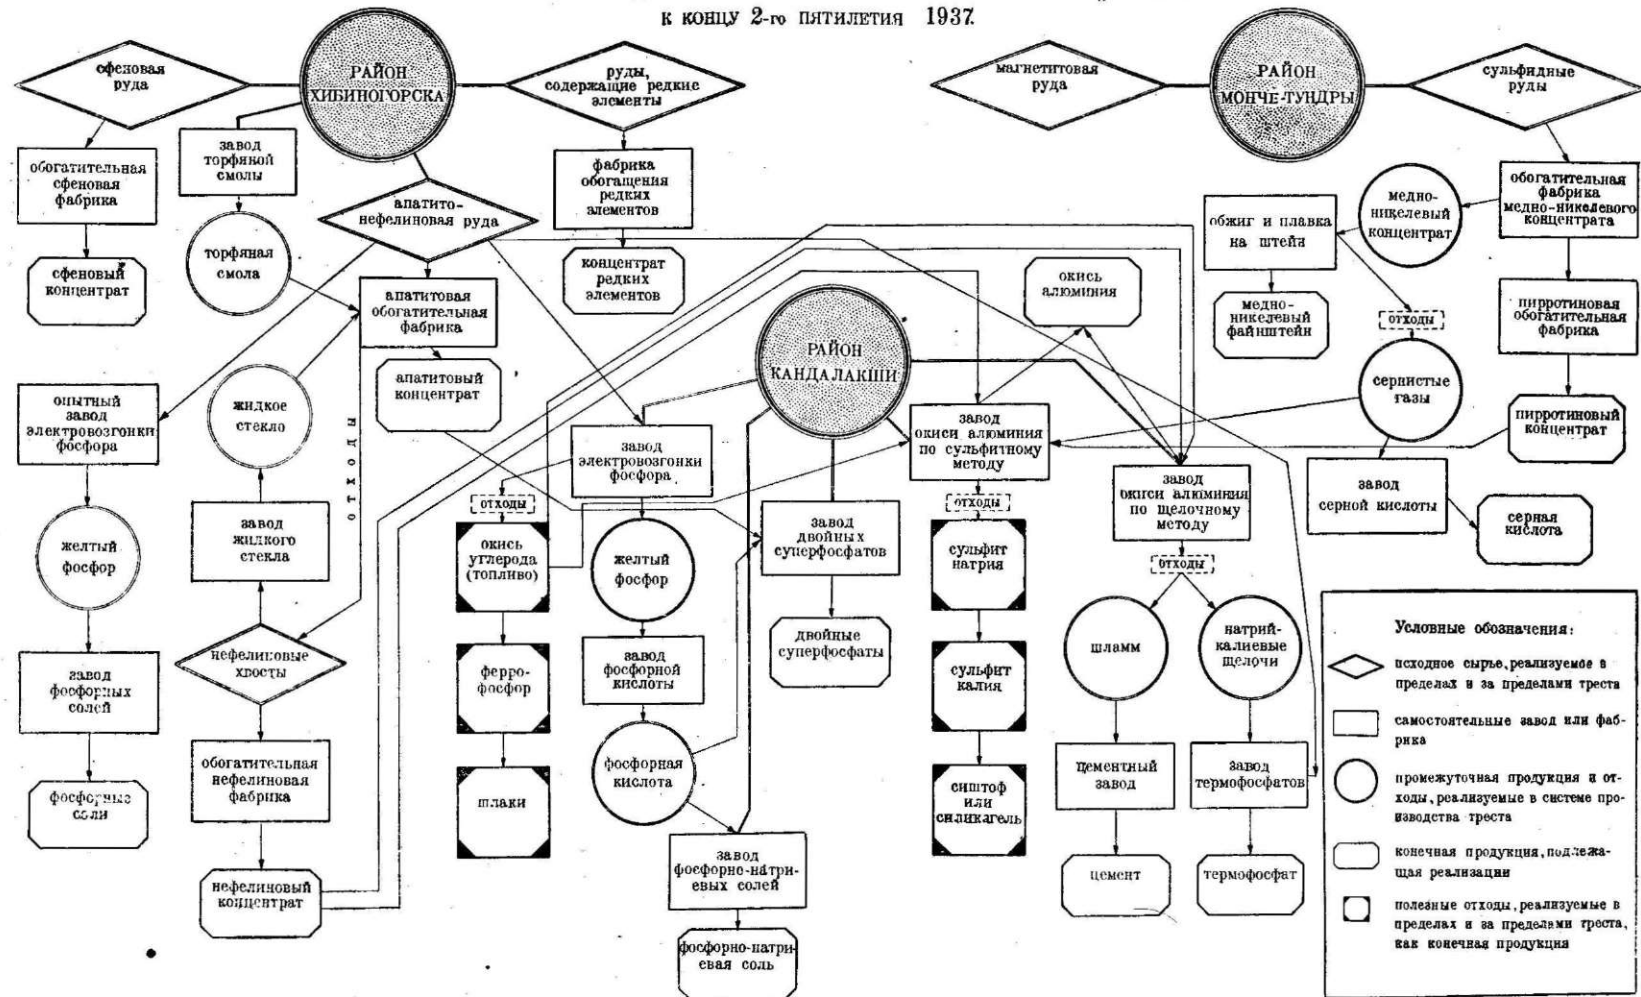 К КОНЦУ 2-го ПЯТИЛЕТИЯ 1937.
сфеновая
руда
РАЙОН
ХИБИНОГОРСКА
руды,
содержащие редкие
элементы
магнетитовая
руда
РАЙОН
МОНЧЕ-ТУНДРЫ
сульфидные
руды
обогатительная
сфеновая
фабрика
завод
торфяной
смолы
апатито-
нефелиновая руда
фабрика
обогащения
редких
элементов
обжиг и плавка
на штейн
медно-
никелевый
концентрат
обогатительная
фабрика
медно-никелевого
концентрата
сфеновый
концентрат
торфяная
смола
апатитовая
обогатительная
фабрика
концентрат
редких
элементов
окись
алюминия
медно-
никелевый
файнштейн
отходы
пирротиновая
обогатительная
фабрика
РАЙОН
КАНДАЛАКШИ
апатитовый
концентрат
сернистые
газы
опытный
завод
электровозгонки
фосфора
жидкое
стекло
отходы
завод
электровозгонки
фосфора
завод
окиси алюминия
по сульфитному
методу
пирротиновый
концентрат
завод
окиси алюминия
по щелочному
методу
завод
серной кислоты
серная
кислота
отходы
отходы
желтый
фосфор
завод
жидкого
стекла
окись
углерода
(топливо)
желтый
фосфор
завод
двойных
суперфосфатов
сульфит
натрия
отходы
нефелиновые
хвосты
двойные
суперфосфаты
шламм
натрий-
калиевые
щелочи
завод
фосфорных
солей
ферро-
фосфор
завод
фосфорной
кислоты
сульфит
калия
обогатительная
нефелиновая
фабрика
фосфорная
кислота
цементный
завод
завод
термофосфатов
фосфорные
соли
шлаки
сиштоф
или
силикагель
нефелиновый
концентрат
завод
фосфорно-натри-
евых солей
цемент
термофосфат
фосфорно-натри-
евая соль
Условные обозначения:
исходное сырье, реализуемое в
пределах и за пределами треста
самостоятельные завод или фаб-
рика
промежуточная продукция и от-
ходы, реализуемые в системе про-
изводства треста
конечная продукция, подлежа-
щая реализации
полезные отходы, реализуемые в
пределах и за пределами треста,
как конечная продукция